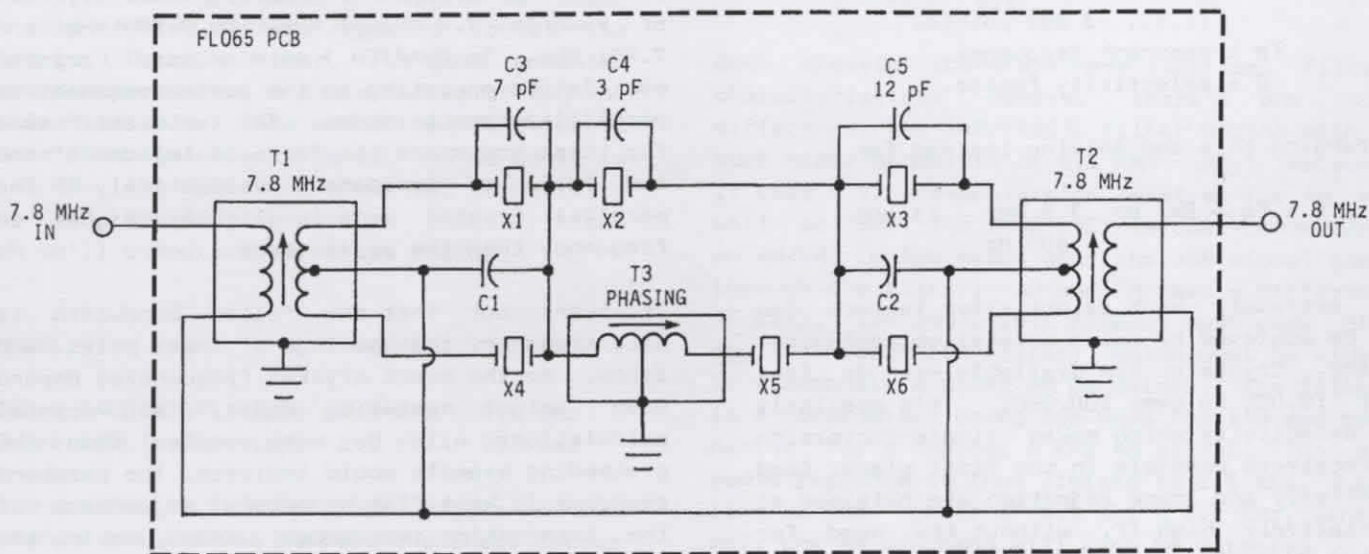 FL065 PCB
C3
7 pF
C4
3 pF
C5
12 pF
T1
7.8 MHz
T2
7.8 MHz
7.8 MHz
IN
X1
X2
X3
7.8 MHz
OUT
C1
T3
PHASING
C2
X4
X5
X6